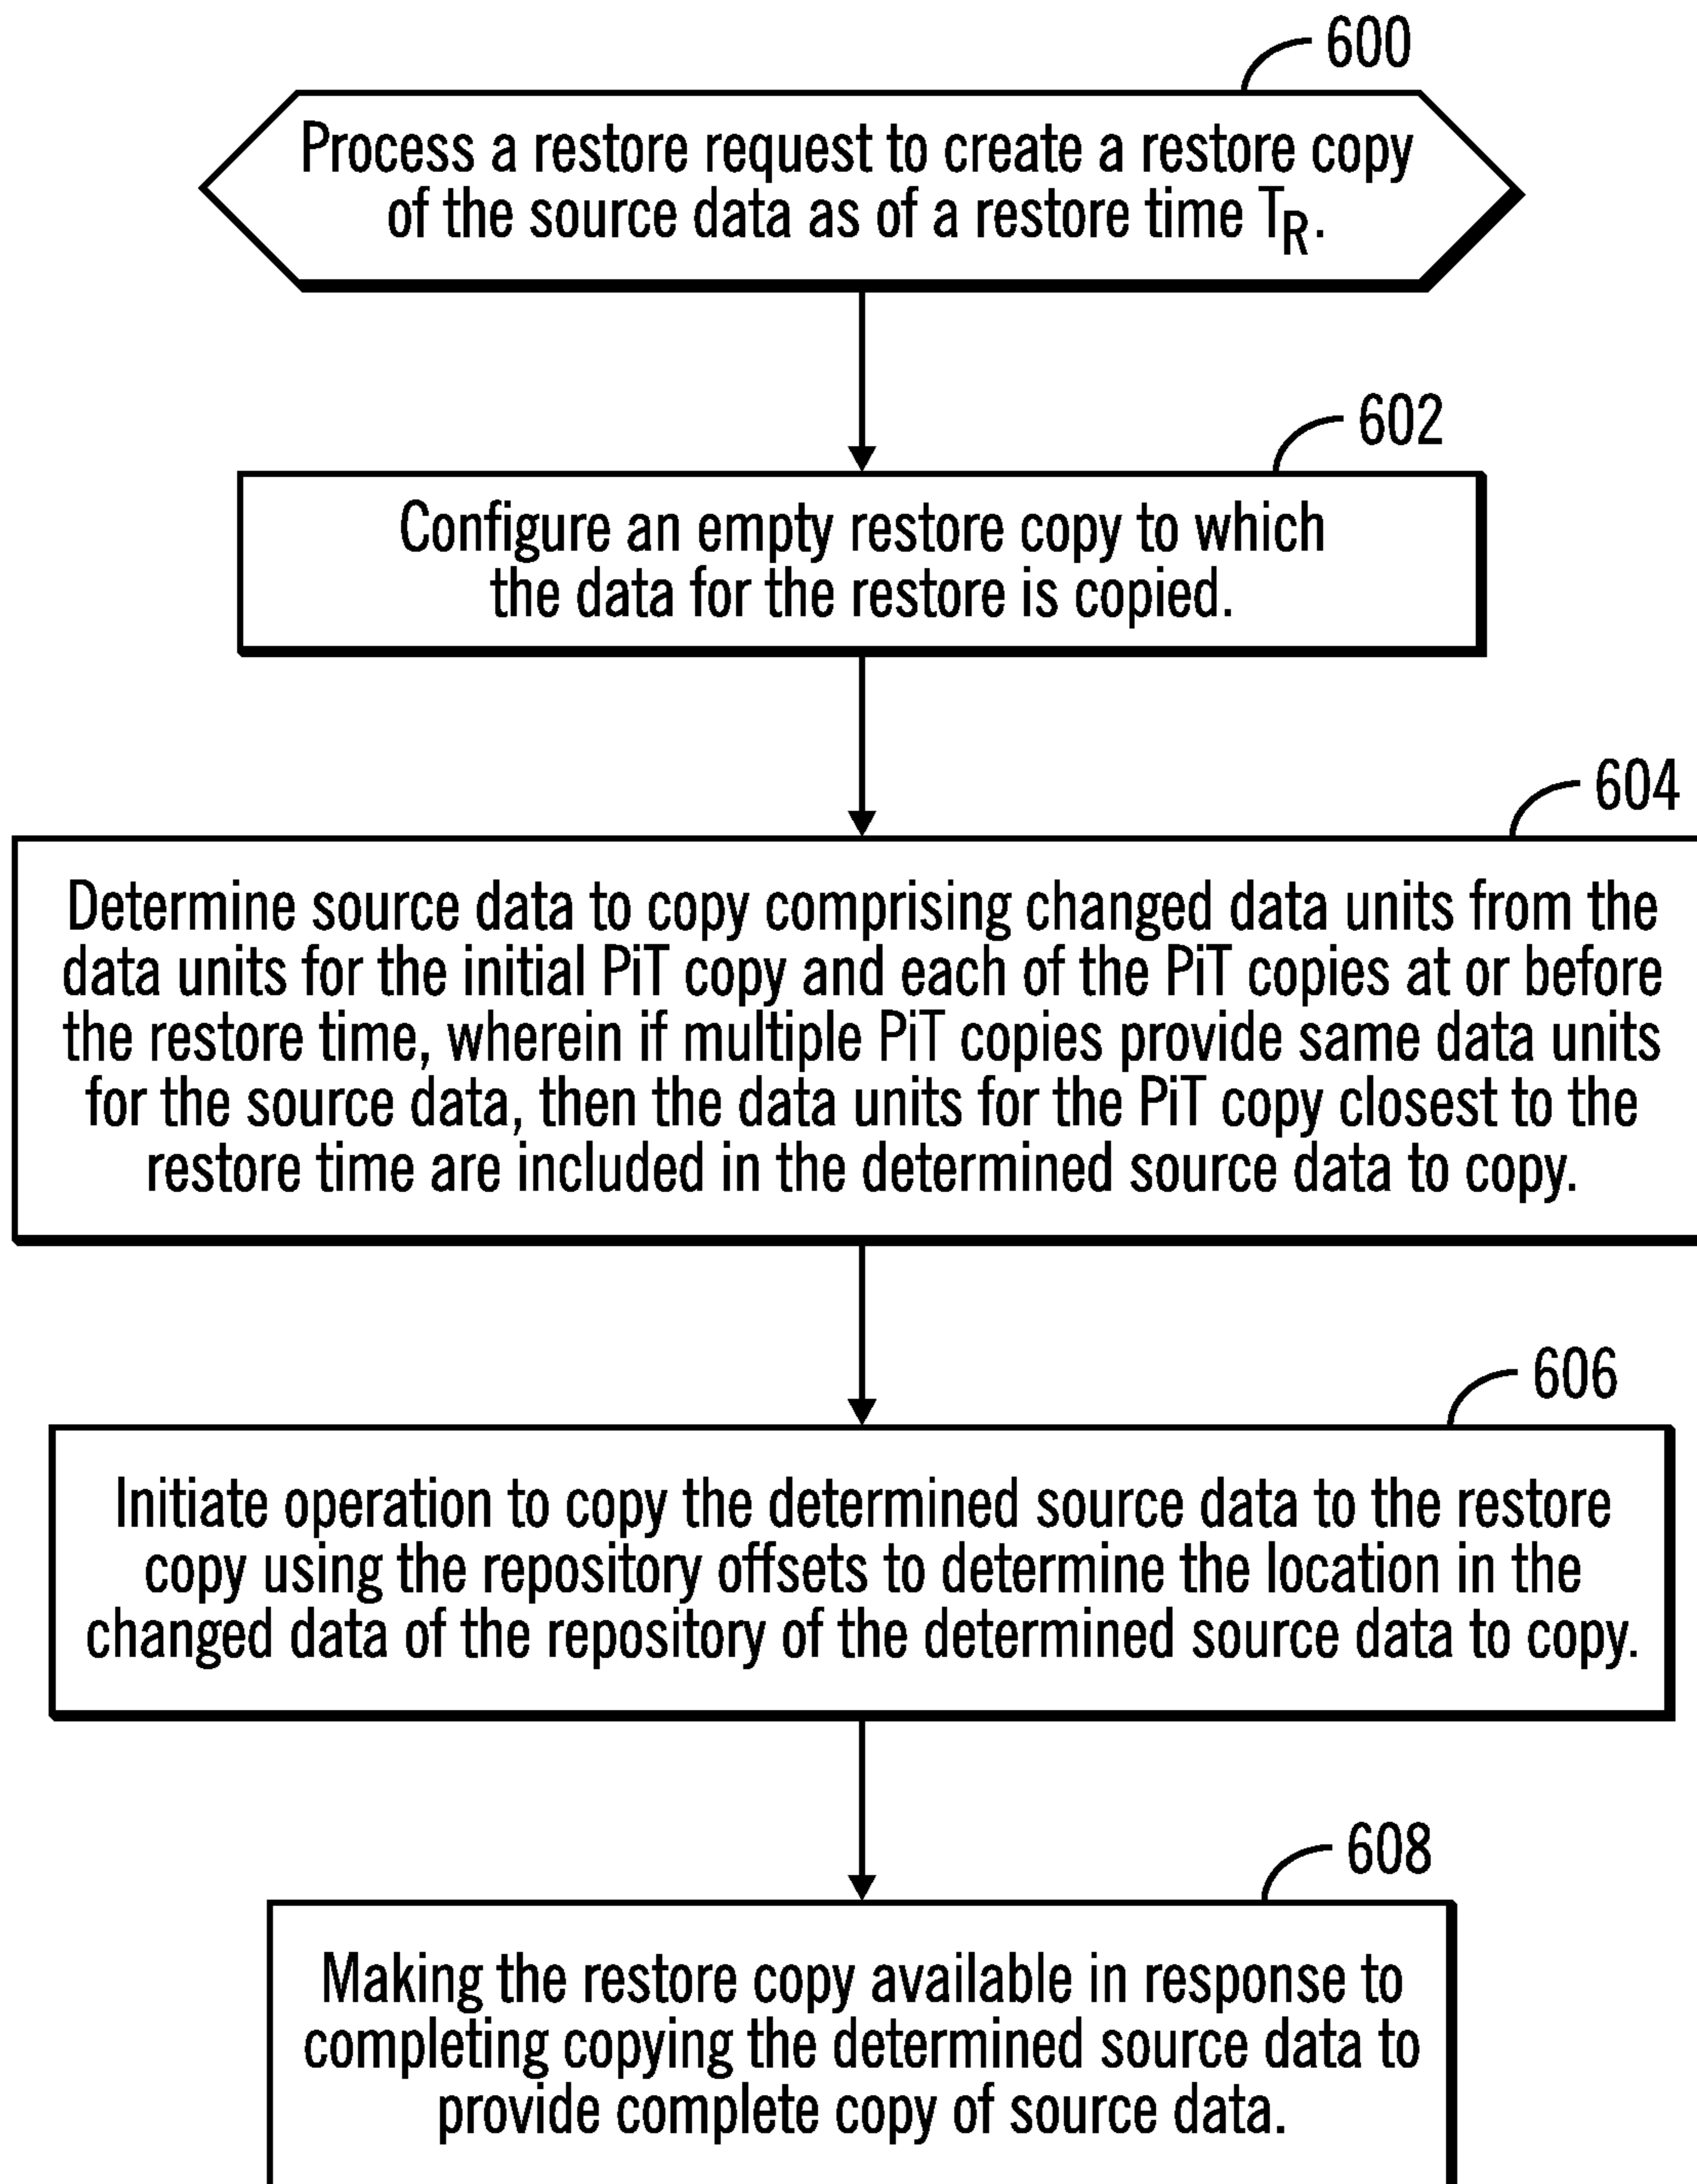 600
Process a restore request to create a restore copy
of the source data as of a restore time TR.
602
Configure an empty restore copy to which
the data for the restore is copied.
604
Determine source data to copy comprising changed data units from the
data units for the initial PiT copy and each of the PiT copies at or before
the restore time, wherein if multiple PiT copies provide same data units
for the source data, then the data units for the PiT copy closest to the
restore time are included in the determined source data to copy.
606
Initiate operation to copy the determined source data to the restore
copy using the repository offsets to determine the location in the
changed data of the repository of the determined source data to copy.
608
Making the restore copy available in response to
completing copying the determined source data to
provide complete copy of source data.